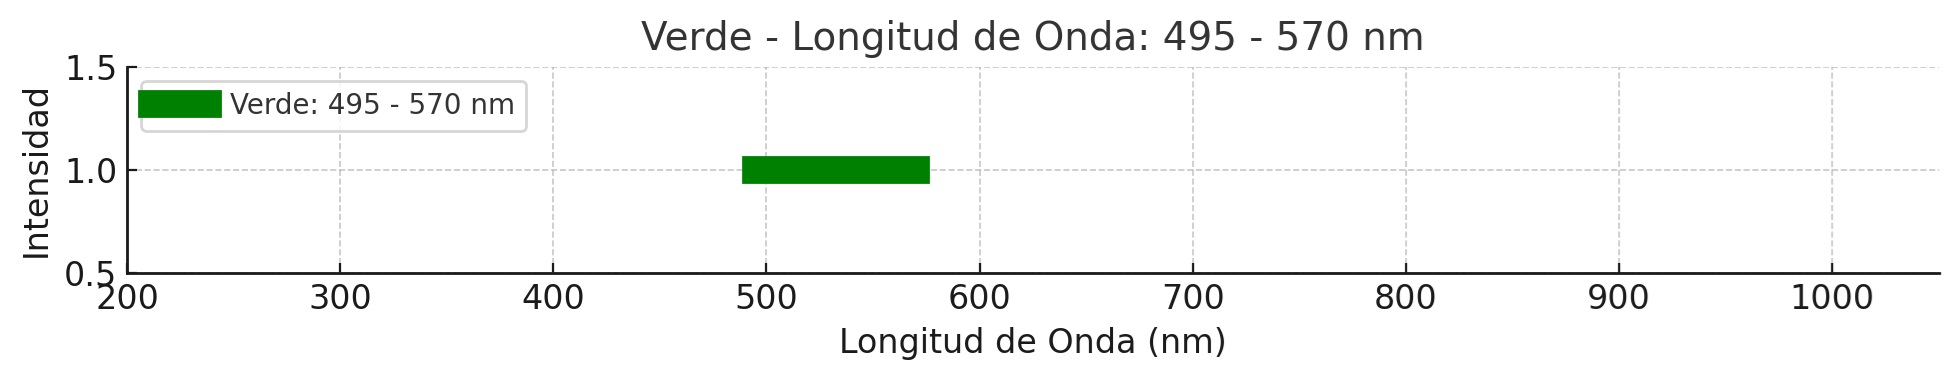 Verde - Longitud de Onda: 495 - 570 nm
1.5
Verde: 495 - 570 nm
Intensidad
1.0
0.5
200 300 400 500 600 700 800 900 1000
Longitud de Onda (nm)